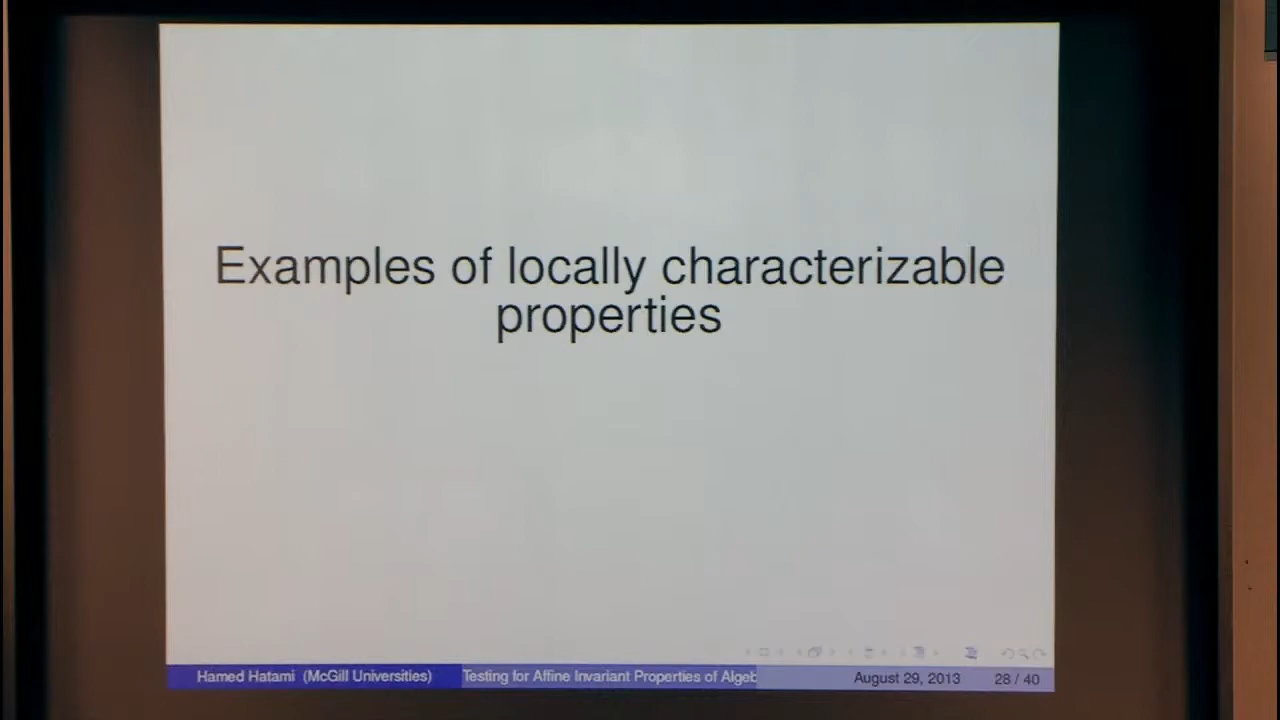 Examples of locally characterizable
properties
Hamed Hatami (McGill Universities) Testing for Affine Invariant Properties of Algeb August 29, 2013 28 / 40